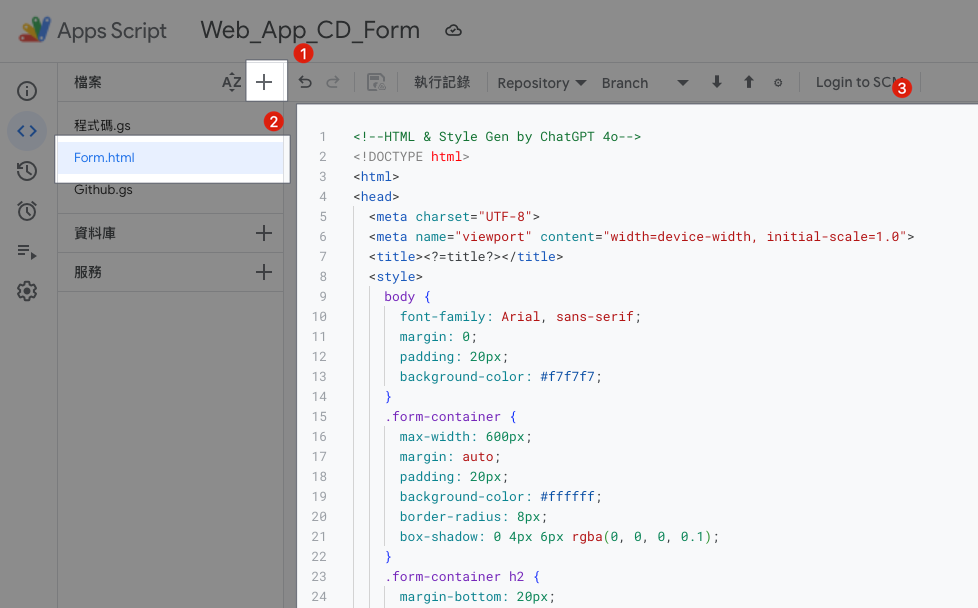 Apps Script
Web_App_CD_Form
1
檔案
AZ
執行記錄
Repository
Branch
Login to SCM
3
程式碼.gs
2
Form.html
Github.gs
資料庫
服務
1 <!--HTML & Style Gen by ChatGPT 4o-->
2 <!DOCTYPE html>
3 <html>
4 <head>
5 <meta charset="UTF-8">
6 <meta name="viewport" content="width=device-width, initial-scale=1.0">
7 <title><?=title?></title>
8 <style>
9 body {
10 font-family: Arial, sans-serif;
11 margin: 0;
12 padding: 20px;
13 background-color: #f7f7f7;
14 }
15 .form-container {
16 max-width: 600px;
17 margin: auto;
18 padding: 20px;
19 background-color: #ffffff;
20 border-radius: 8px;
21 box-shadow: 0 4px 6px rgba(0, 0, 0, 0.1);
22 }
23 .form-container h2 {
24 margin-bottom: 20px;